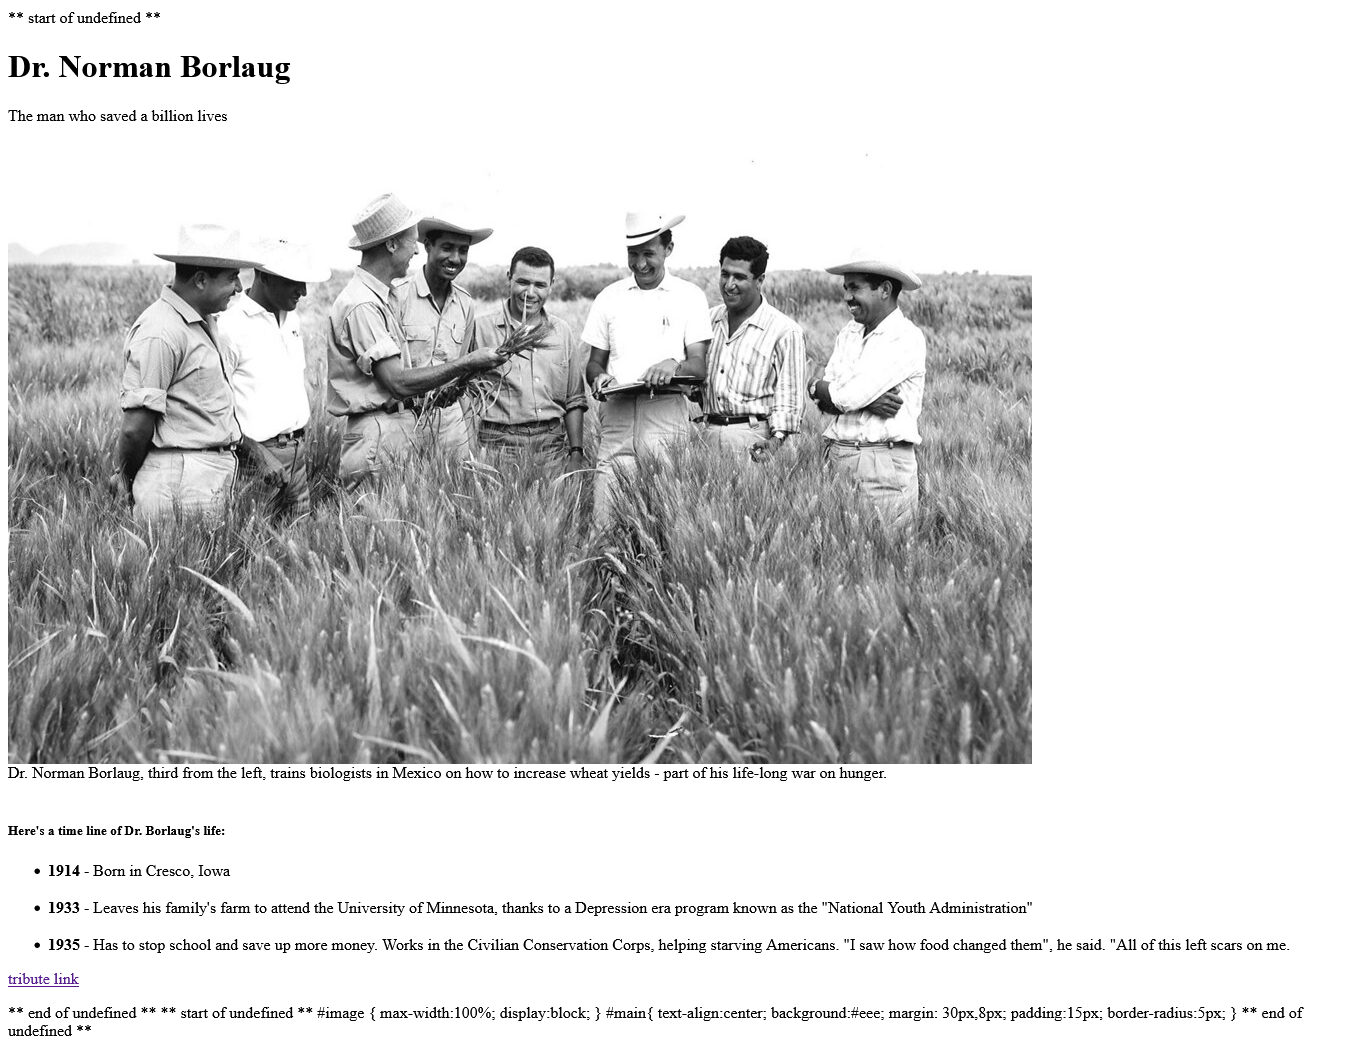 ** start of undefined **
Dr. Norman Borlaug
The man who saved a billion lives
Dr. Norman Borlaug, third from the left, trains biologists in Mexico on how to increase wheat yields - part of his life-long war on hunger.
Here's a time line of Dr. Borlaug's life:
• 1914 - Born in Cresco, Iowa
• 1933 - Leaves his family's farm to attend the University of Minnesota, thanks to a Depression era program known as the "National Youth Administration"
• 1935 - Has to stop school and save up more money. Works in the Civilian Conservation Corps, helping starving Americans. "I saw how food changed them", he said. "All of this left scars on me.
tribute link
** end of undefined ** ** start of undefined ** #image { max-width:100%; display:block; } #main{ text-align:center; background:#eee; margin: 30px,8px; padding:15px; border-radius:5px; } ** end of
undefined **